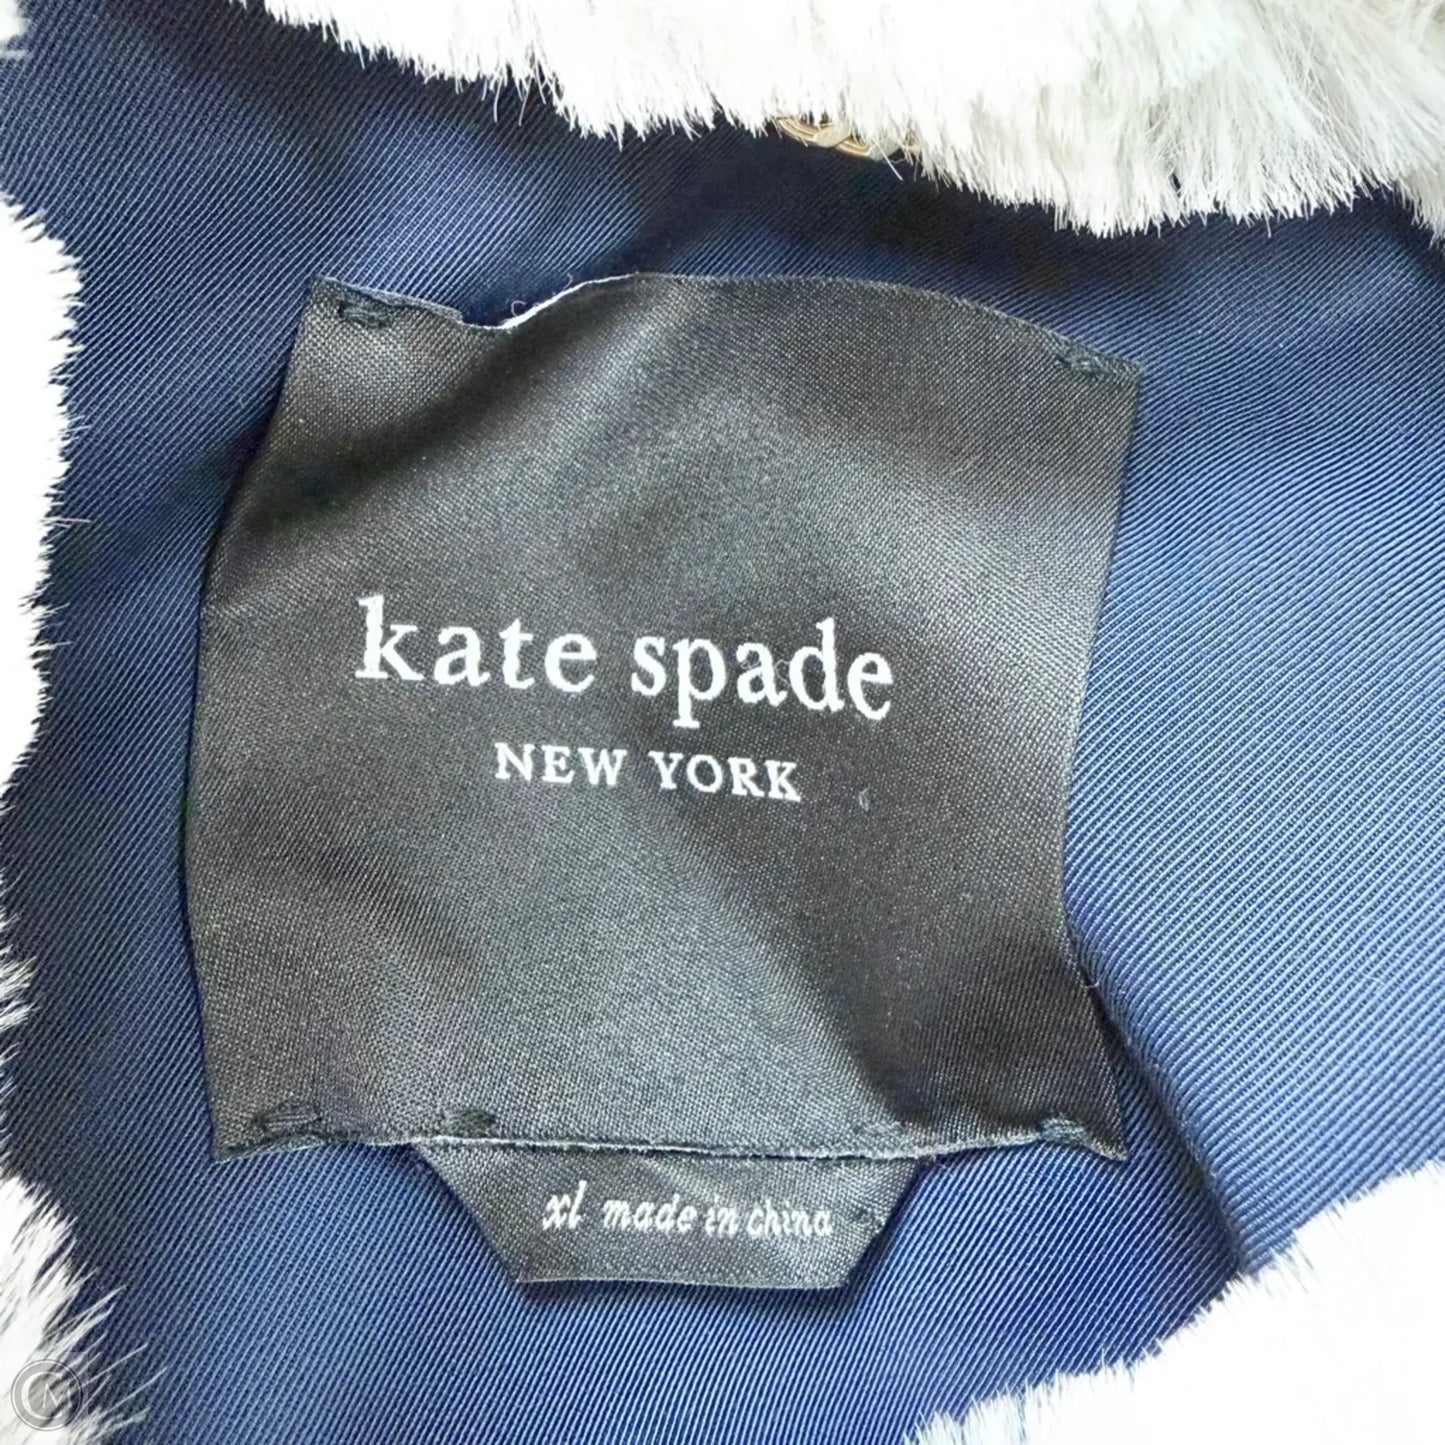 kate spade
NEW YORK
xl made in china
M